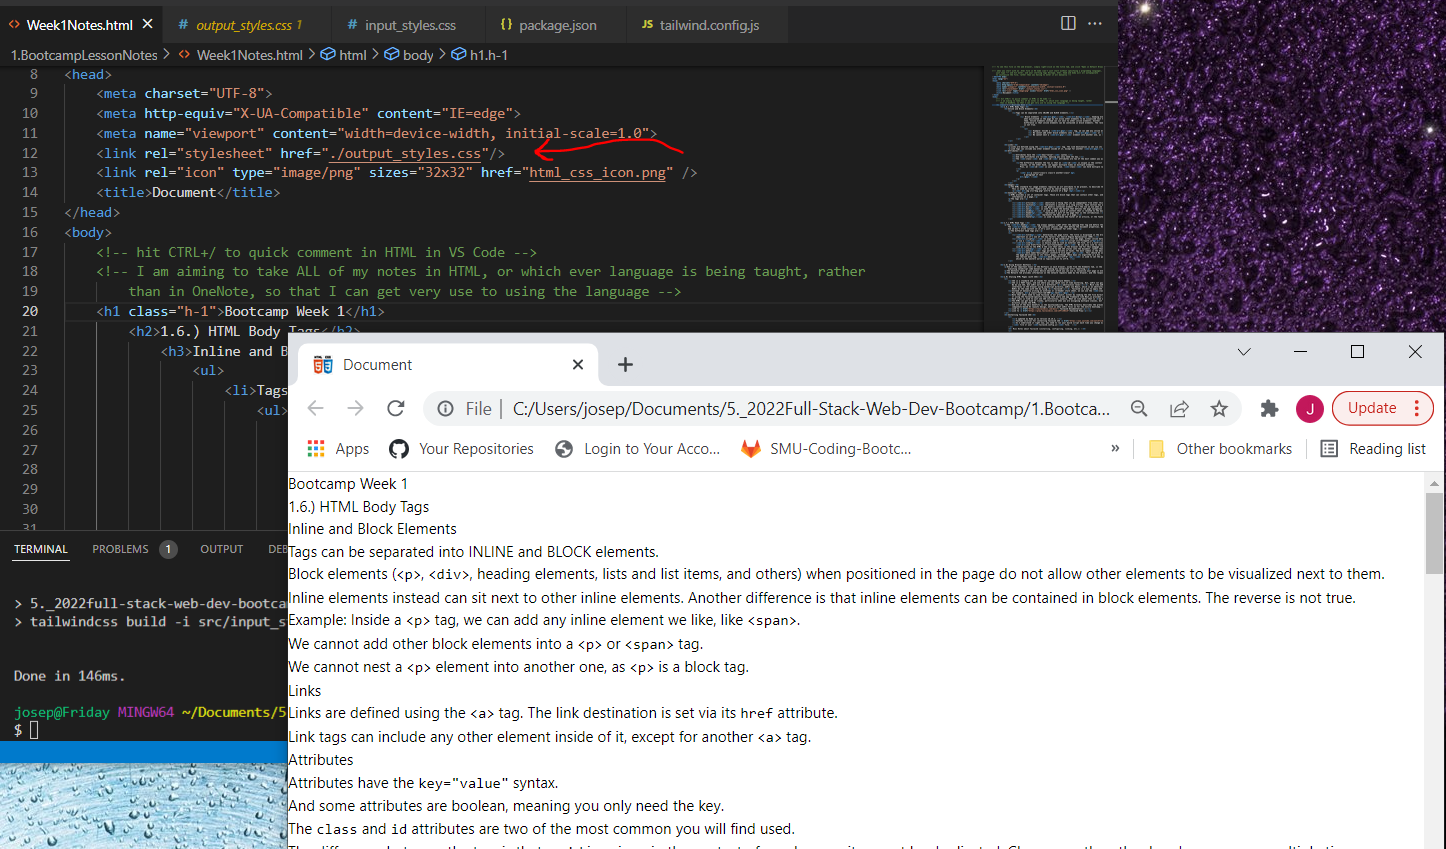 Week1Notes.html
output_styles.css 1
input_styles.css
package.json
tailwind.config.js
1.BootcampLessonNotes > Week1Notes.html > html > body > h1.h-1
8 <head>
9 <meta charset="UTF-8">
10 <meta http-equiv="X-UA-Compatible" content="IE=edge">
11 <meta name="viewport" content="width=device-width, initial-scale=1.0">
12 <link rel="stylesheet" href="./output_styles.css"/>
13 <link rel="icon" type="image/png" sizes="32x32" href="html_css_icon.png" />
14 <title>Document</title>
15 </head>
16 <body>
17 <!-- hit CTRL+/ to quick comment in HTML in VS Code -->
18 <!-- I am aiming to take ALL of my notes in HTML, or which ever language is being taught, rather
19 than in OneNote, so that I can get very use to using the language -->
20 <h1 class="h-1">Bootcamp Week 1</h1>
21 <h2>1.6.) HTML Body Tags</h2>
22 <h3>Inline and B
23 <ul>
24 <li>Tags
25 <ul>
26
27
28
29
30
31
TERMINAL PROBLEMS 1 OUTPUT DEB
> 5._2022full-stack-web-dev-bootca
> tailwindcss build -i src/input_s
Done in 146ms.
josep@Friday MINGW64 ~/Documents/5
$
Document
File | C:/Users/josep/Documents/5._2022Full-Stack-Web-Dev-Bootcamp/1.Bootca...
J
Update
Apps
Your Repositories
Login to Your Acco...
SMU-Coding-Bootc...
»
Other bookmarks
Reading list
Bootcamp Week 1
1.6.) HTML Body Tags
Inline and Block Elements
Tags can be separated into INLINE and BLOCK elements.
Block elements (<p>, <div>, heading elements, lists and list items, and others) when positioned in the page do not allow other elements to be visualized next to them.
Inline elements instead can sit next to other inline elements. Another difference is that inline elements can be contained in block elements. The reverse is not true.
Example: Inside a <p> tag, we can add any inline element we like, like <span>.
We cannot add other block elements into a <p> or <span> tag.
We cannot nest a <p> element into another one, as <p> is a block tag.
Links
Links are defined using the <a> tag. The link destination is set via its href attribute.
Link tags can include any other element inside of it, except for another <a> tag.
Attributes
Attributes have the key="value" syntax.
And some attributes are boolean, meaning you only need the key.
The class and id attributes are two of the most common you will find used.